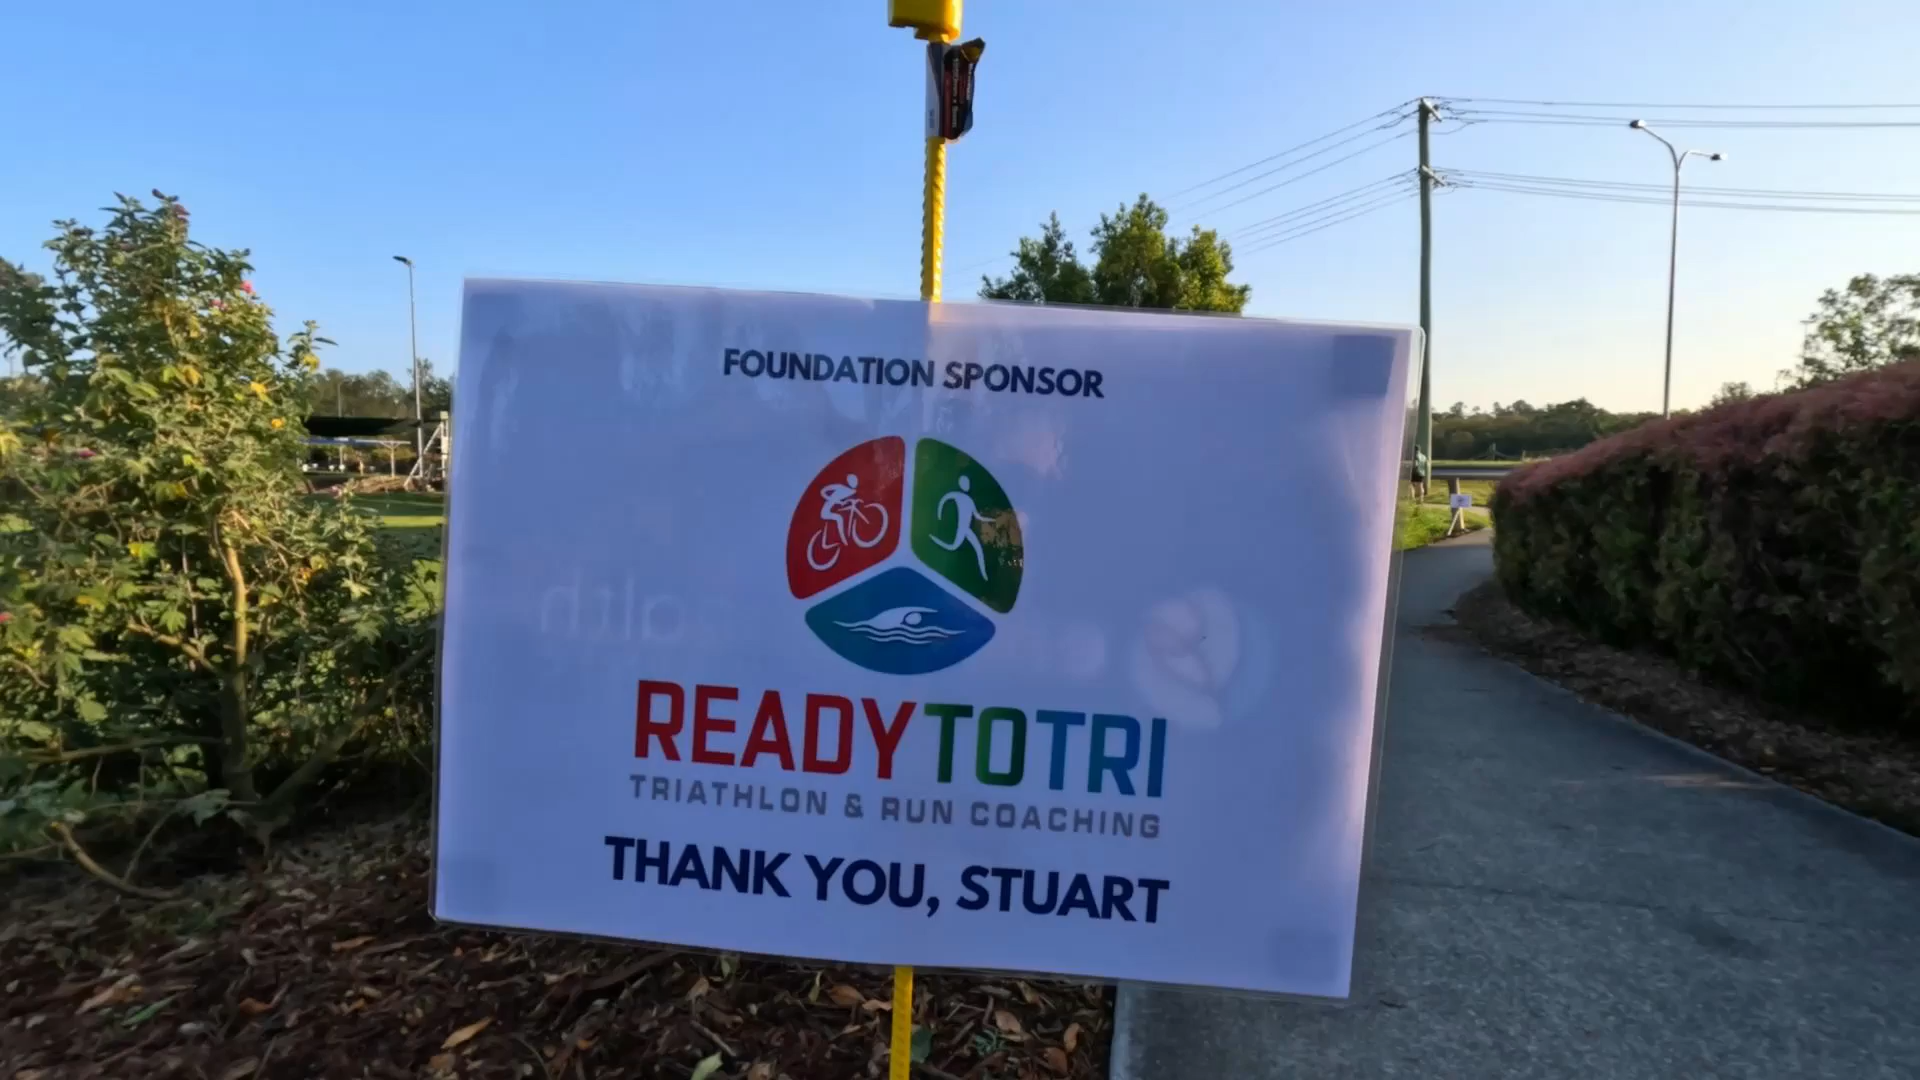 FOUNDATION SPONSOR
READYTOTRI
TRIATHLON & RUN COACHING
THANK YOU, STUART